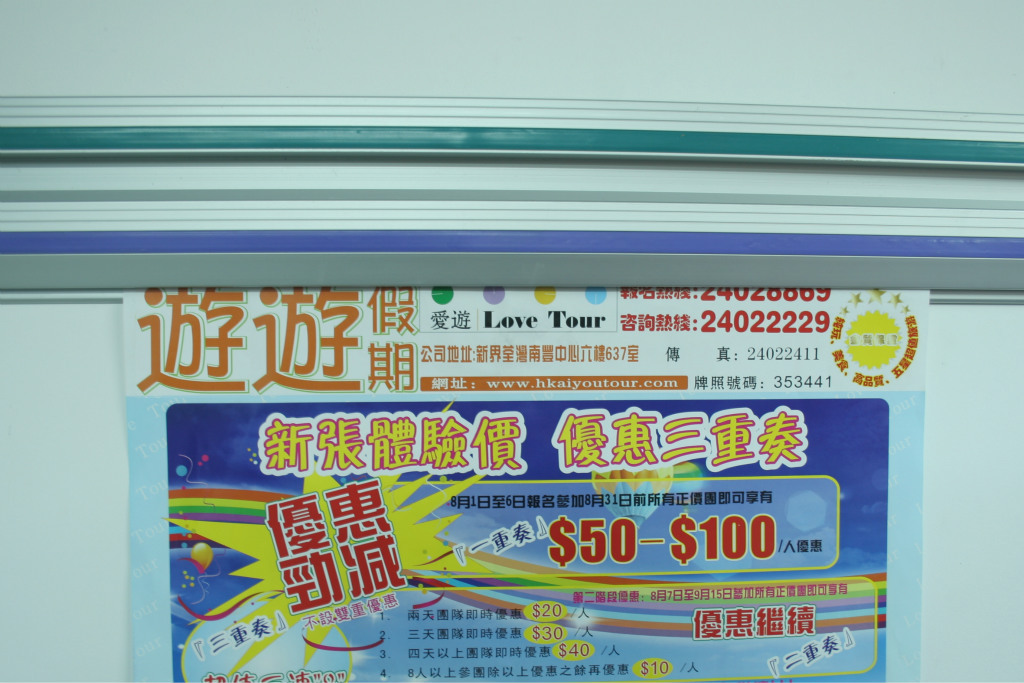 遊遊假期
愛遊 Love Tour
報名熱綫:24028869
咨詢熱綫:24022229
公司地址:新界荃灣南豐中心六樓637室
傳 真: 24022411
網址: www.hkaiyoutour.com
牌照號碼: 353441
新張體驗價 優惠三重奏
優惠勁減
8月1日至6日報名參加8月31日前所有正價團即可享有
『一重奏』
$50-$100/人優惠
不設雙重優惠
第二階段優惠: 8月7日至9月15日參加所有正價團即可享有
優惠繼續
『二重奏』
『三重奏』
1. 兩天團隊即時優惠 $20 /人
2. 三天團隊即時優惠 $30 /人
3. 四天以上團隊即時優惠 $40 /人
4. 8人以上參團除以上優惠之餘再優惠 $10 /人